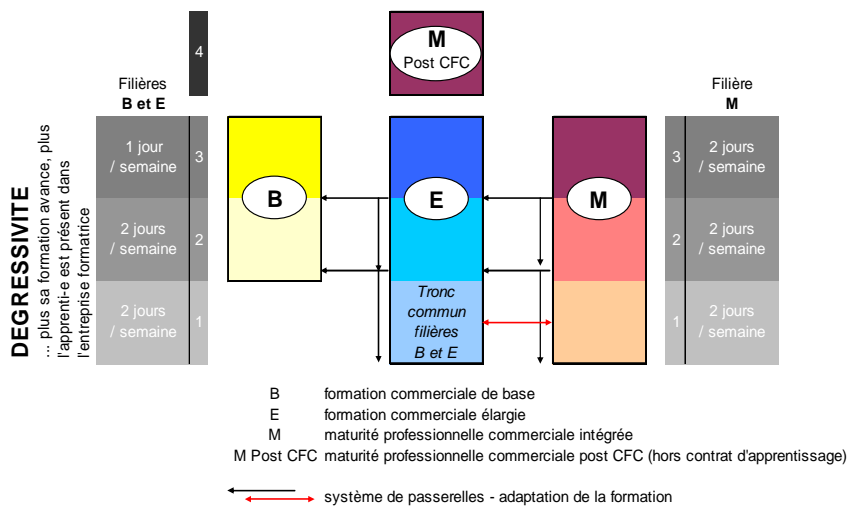 4
M
Post CFC
Filières
B et E
Filière
M
DEGRESSIVITE
... plus sa formation avance, plus
l'apprenti-e est présent dans
l'entreprise formatrice
1 jour
/ semaine
3
2 jours
/ semaine
2
2 jours
/ semaine
1
B
E
M
Tronc
commun
filières
B et E
3
2 jours
/ semaine
2
2 jours
/ semaine
1
2 jours
/ semaine
B formation commerciale de base
E formation commerciale élargie
M maturité professionnelle commerciale intégrée
M Post CFC maturité professionnelle commerciale post CFC (hors contrat d'apprentissage)
système de passerelles - adaptation de la formation